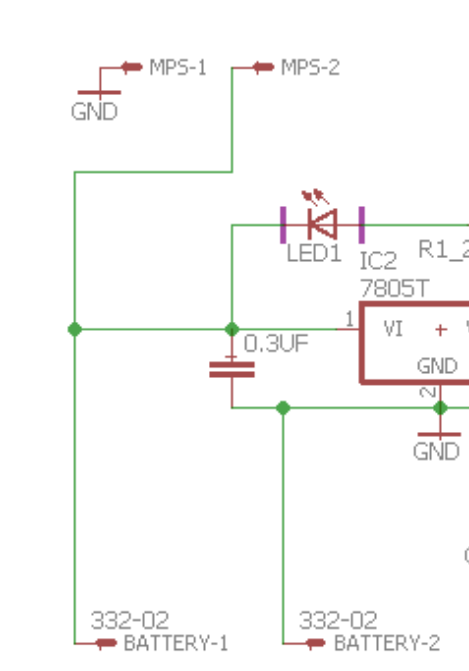 MPS-1
MPS-2
GND
LED1
IC2
R1_2
7805T
1
VI
0.3UF
GND
2
GND
332-02
BATTERY-1
332-02
BATTERY-2